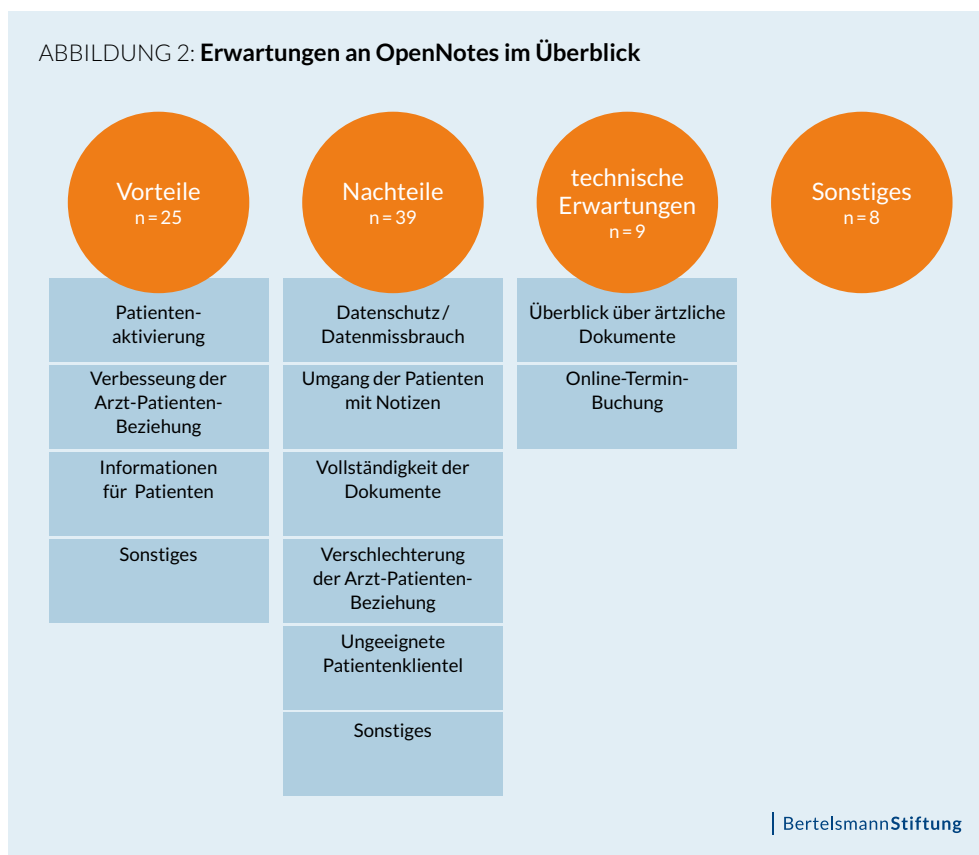 ABBILDUNG 2: Erwartungen an OpenNotes im Überblick
Vorteile
n = 25
Patienten-
aktivierung
Verbesseung der
Arzt-Patienten-
Beziehung
Informationen
für Patienten
Sonstiges
Nachteile
n = 39
Datenschutz /
Datenmissbrauch
Umgang der Patienten
mit Notizen
Vollständigkeit der
Dokumente
Verschlechterung
der Arzt-Patienten-
Beziehung
Ungeeignete
Patientenklientel
Sonstiges
technische
Erwartungen
n = 9
Überblick über ärtzliche
Dokumente
Online-Termin-
Buchung
Sonstiges
n = 8
BertelsmannStiftung